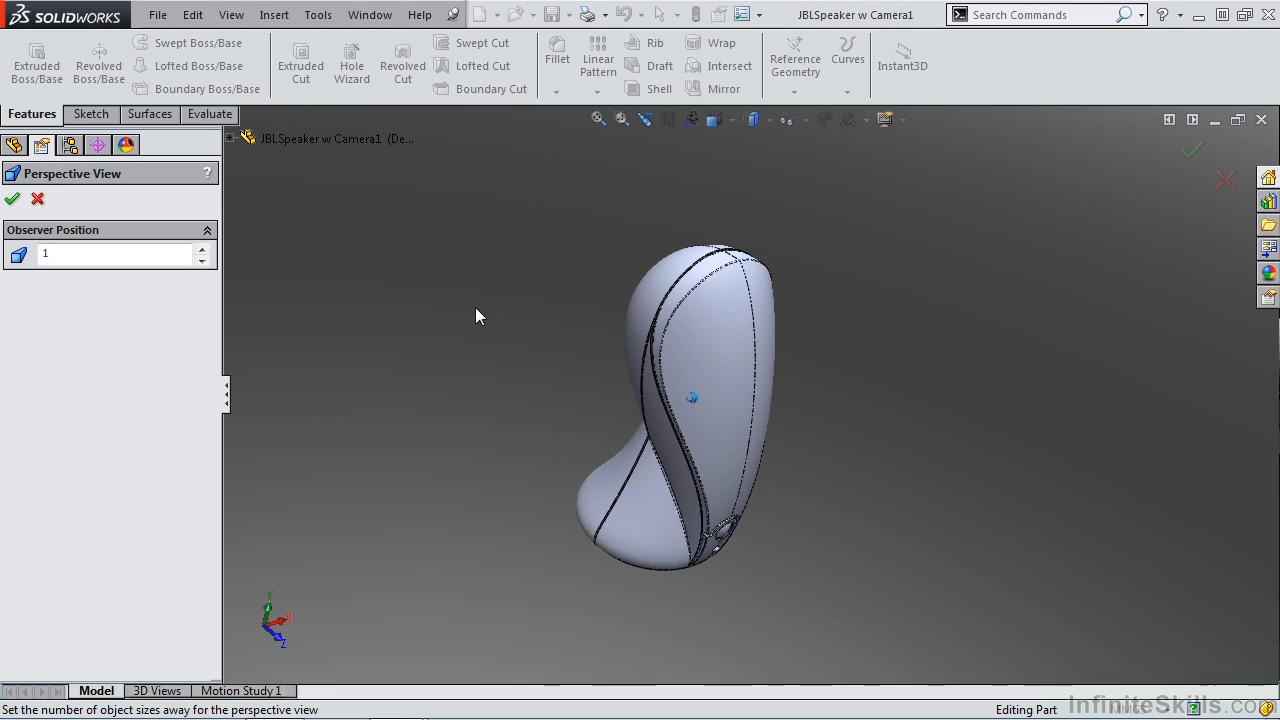 SOLIDWORKS File Edit View Insert Tools Window Help JBLSpeaker w Camera1 Search Commands ?
Extruded Boss/Base
Revolved Boss/Base
Swept Boss/Base
Lofted Boss/Base
Boundary Boss/Base
Extruded Cut
Hole Wizard
Revolved Cut
Swept Cut
Lofted Cut
Boundary Cut
Fillet
Linear Pattern
Rib
Draft
Shell
Wrap
Intersect
Mirror
Reference Geometry
Curves
Instant3D
Features Sketch Surfaces Evaluate
JBLSpeaker w Camera1 (De...
Perspective View ?
Observer Position
1
Y
X
Z
Model 3D Views Motion Study 1
Set the number of object sizes away for the perspective view
Editing Part
InfiniteSkills.com